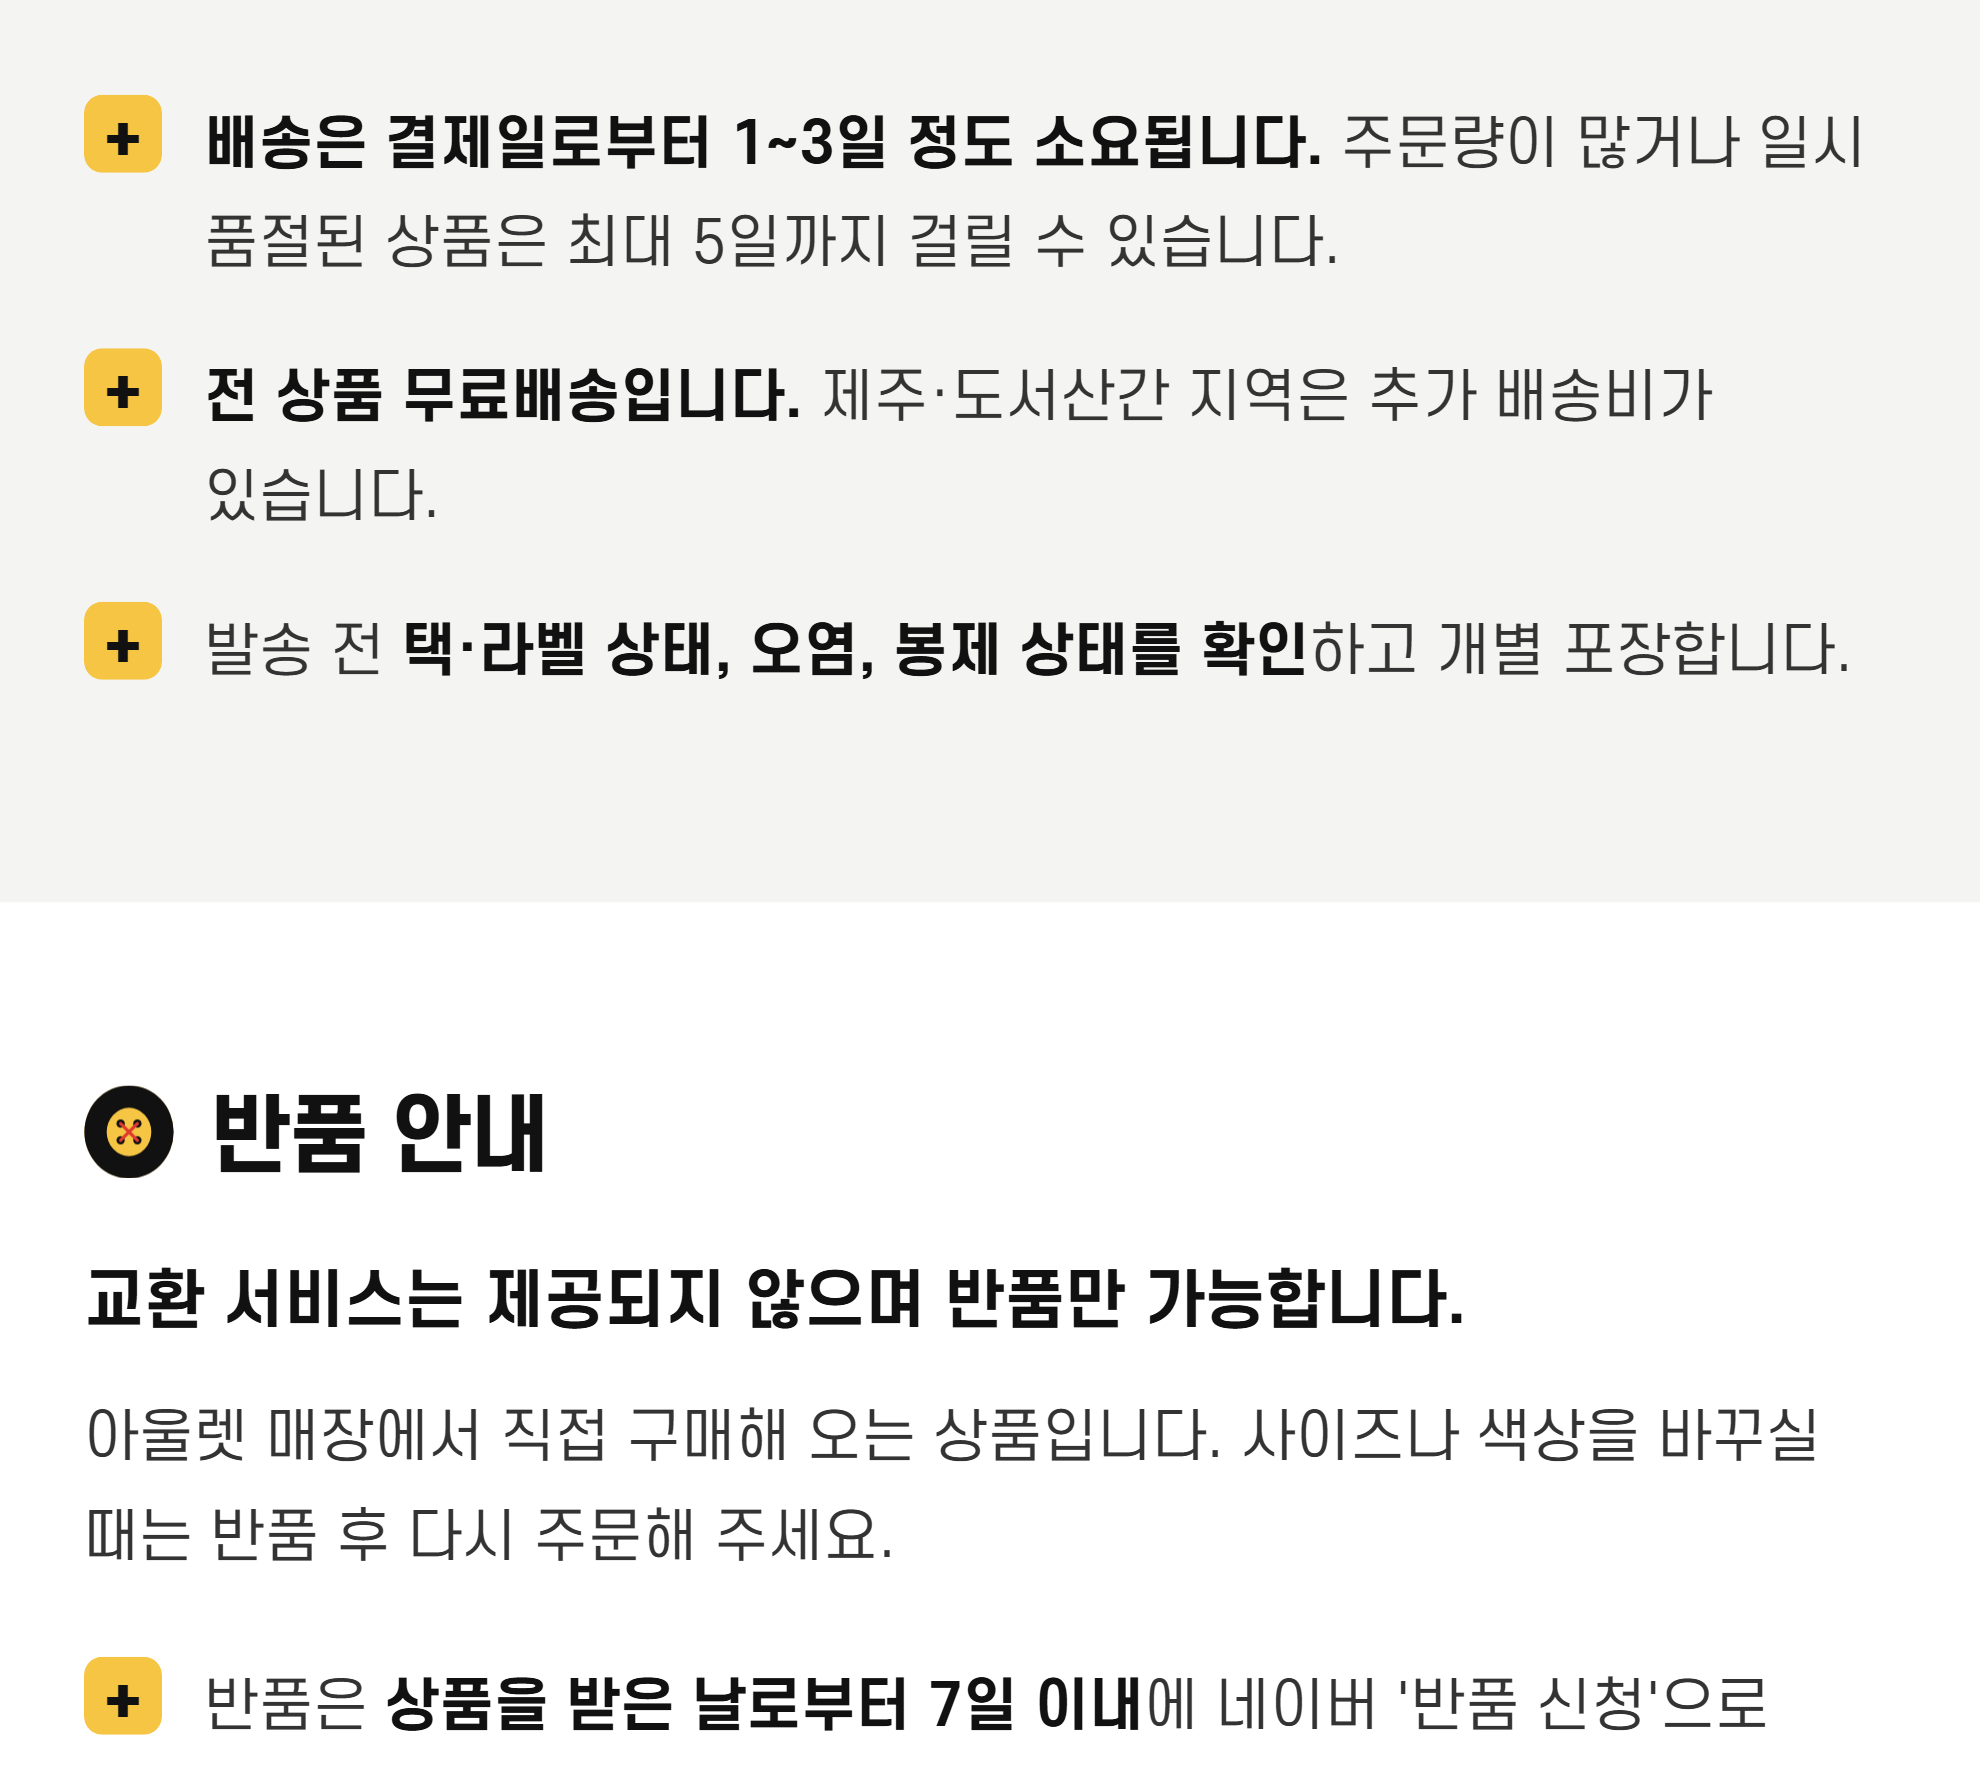 배송은 결제일로부터 1~3일 정도 소요됩니다. 주문량이 많거나 일시
품절된 상품은 최대 5일까지 걸릴 수 있습니다.
전 상품 무료배송입니다. 제주·도서산간 지역은 추가 배송비가
있습니다.
발송 전 택·라벨 상태, 오염, 봉제 상태를 확인하고 개별 포장합니다.
반품 안내
교환 서비스는 제공되지 않으며 반품만 가능합니다.
아울렛 매장에서 직접 구매해 오는 상품입니다. 사이즈나 색상을 바꾸실
때는 반품 후 다시 주문해 주세요.
반품은 상품을 받은 날로부터 7일 이내에 네이버 '반품 신청'으로